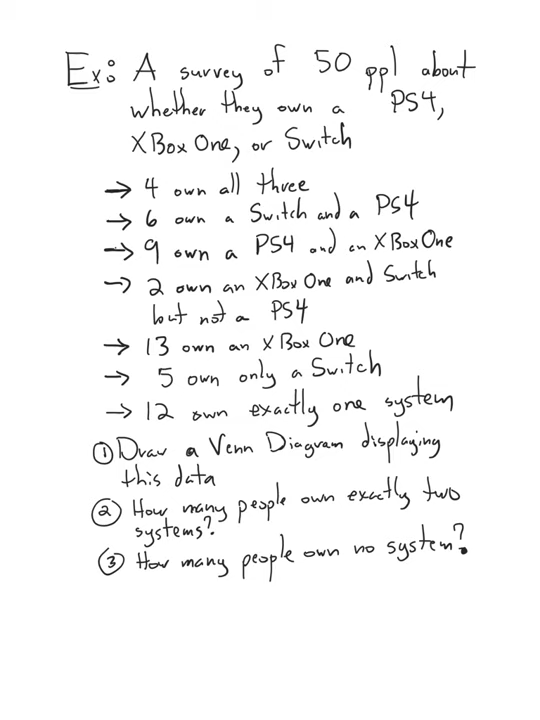 Ex: A survey of 50 ppl about
whether they own a PS4,
XBox One, or Switch
→ 4 own all three
→ 6 own a Switch and a PS4
→ 9 own a PS4 and an XBox One
→ 2 own an XBox One and Switch
but not a PS4
→ 13 own an XBox One
→ 5 own only a Switch
→ 12 own exactly one system
① Draw a Venn Diagram displaying
this data
② How many people own exactly two
systems?
③ How many people own no system?